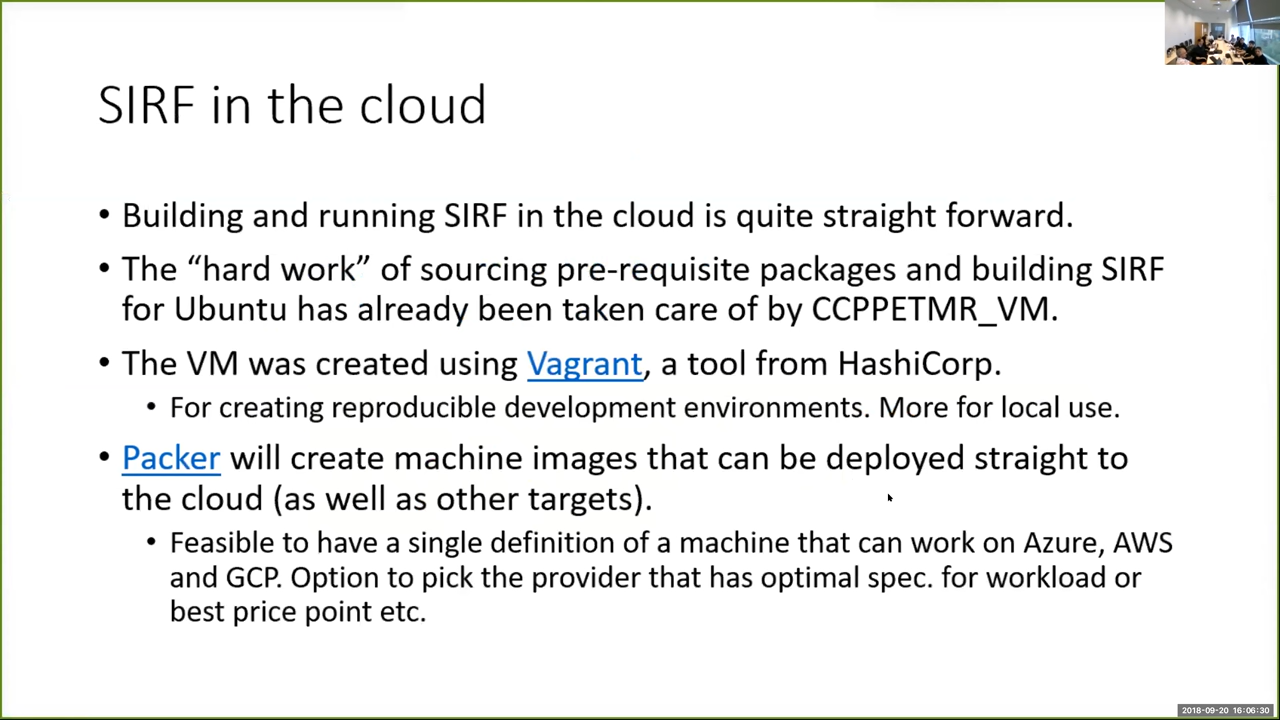 SIRF in the cloud
• Building and running SIRF in the cloud is quite straight forward.
• The “hard work” of sourcing pre-requisite packages and building SIRF
for Ubuntu has already been taken care of by CCPPETMR_VM.
• The VM was created using Vagrant, a tool from HashiCorp.
• For creating reproducible development environments. More for local use.
• Packer will create machine images that can be deployed straight to
the cloud (as well as other targets).
• Feasible to have a single definition of a machine that can work on Azure, AWS
and GCP. Option to pick the provider that has optimal spec. for workload or
best price point etc.
2018-09-20 16:06:30